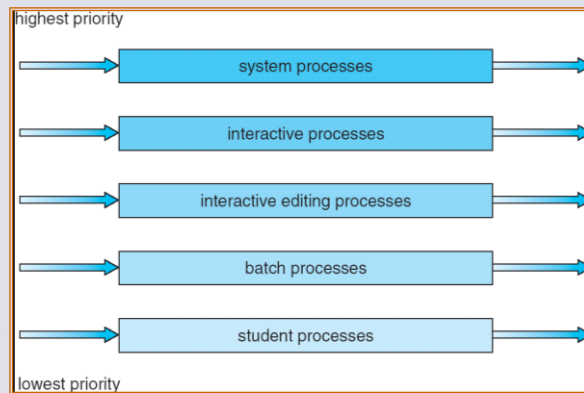 highest priority
system processes
interactive processes
interactive editing processes
batch processes
student processes
lowest priority